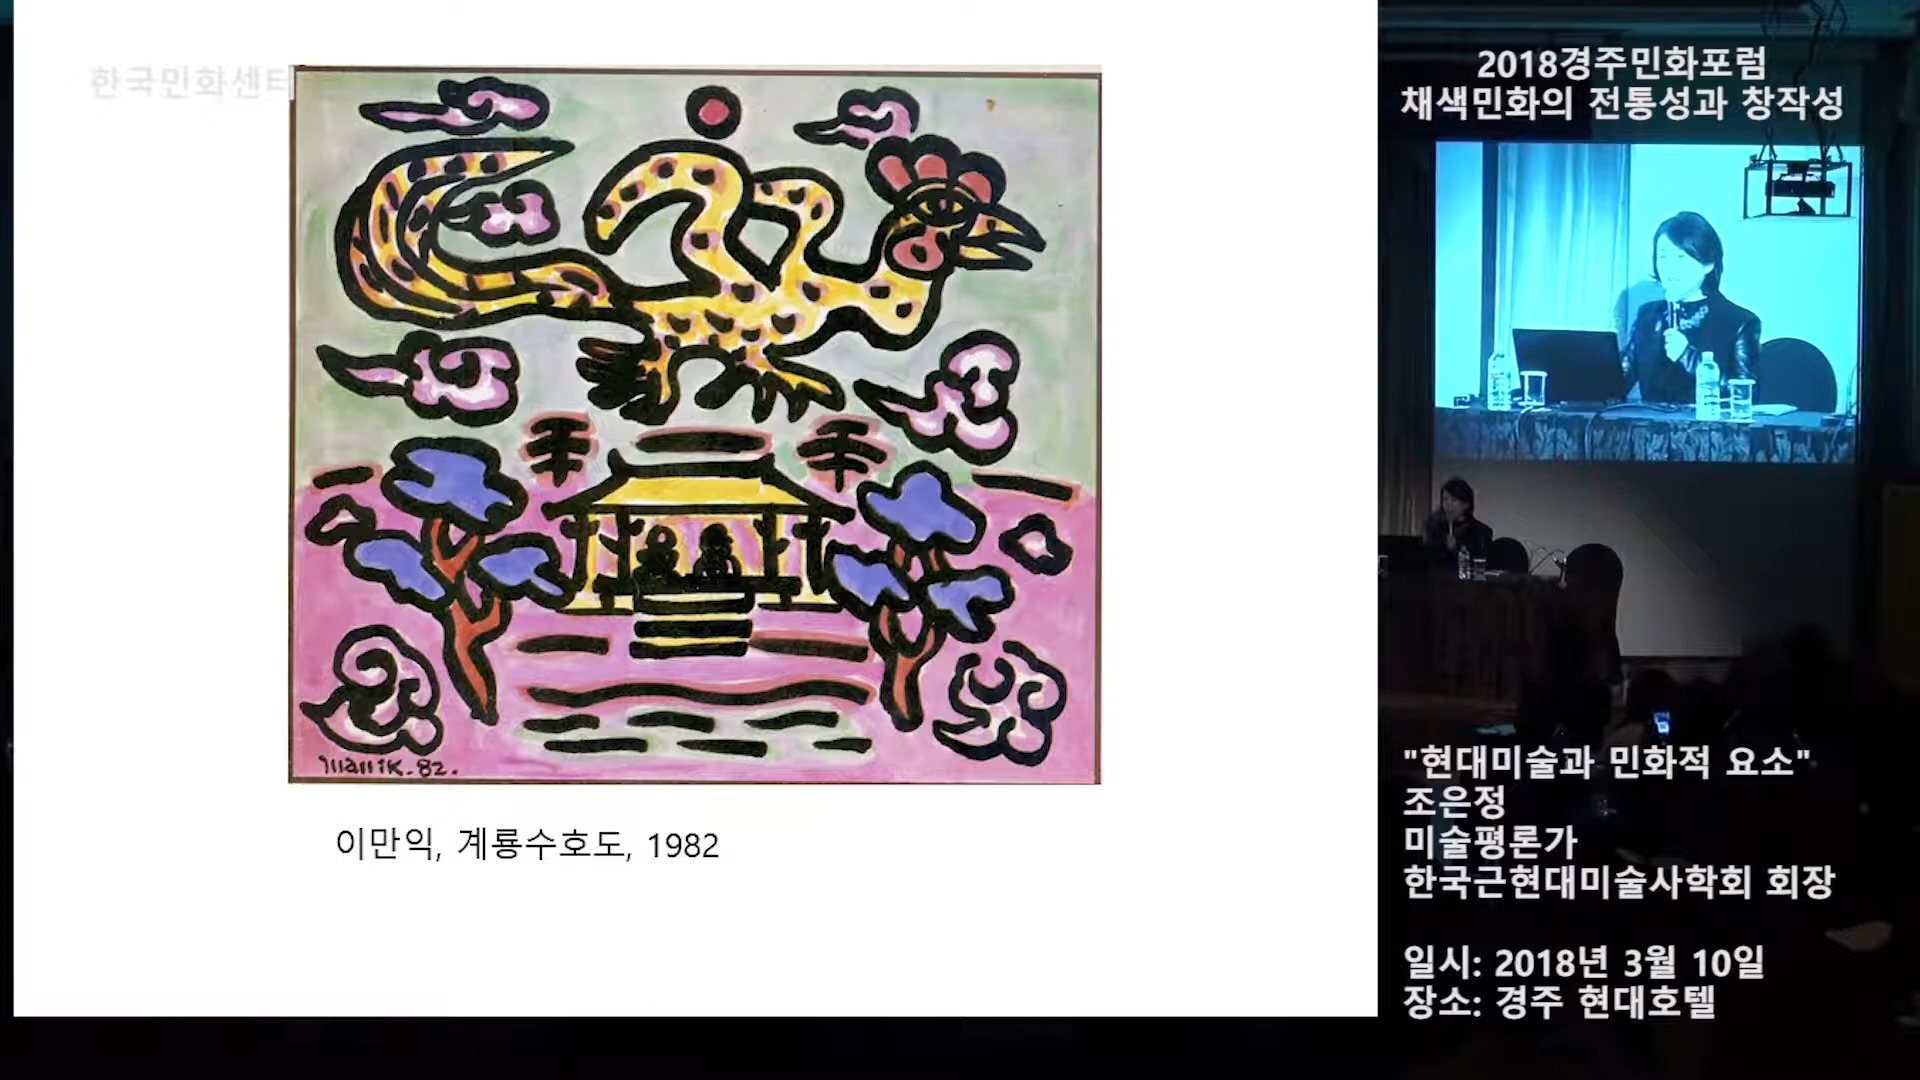 한국민화센터
manik. 82.
이만익, 계룡수호도, 1982
2018경주민화포럼
채색민화의 전통성과 창작성
"현대미술과 민화적 요소"
조은정
미술평론가
한국근현대미술사학회 회장
일시: 2018년 3월 10일
장소: 경주 현대호텔